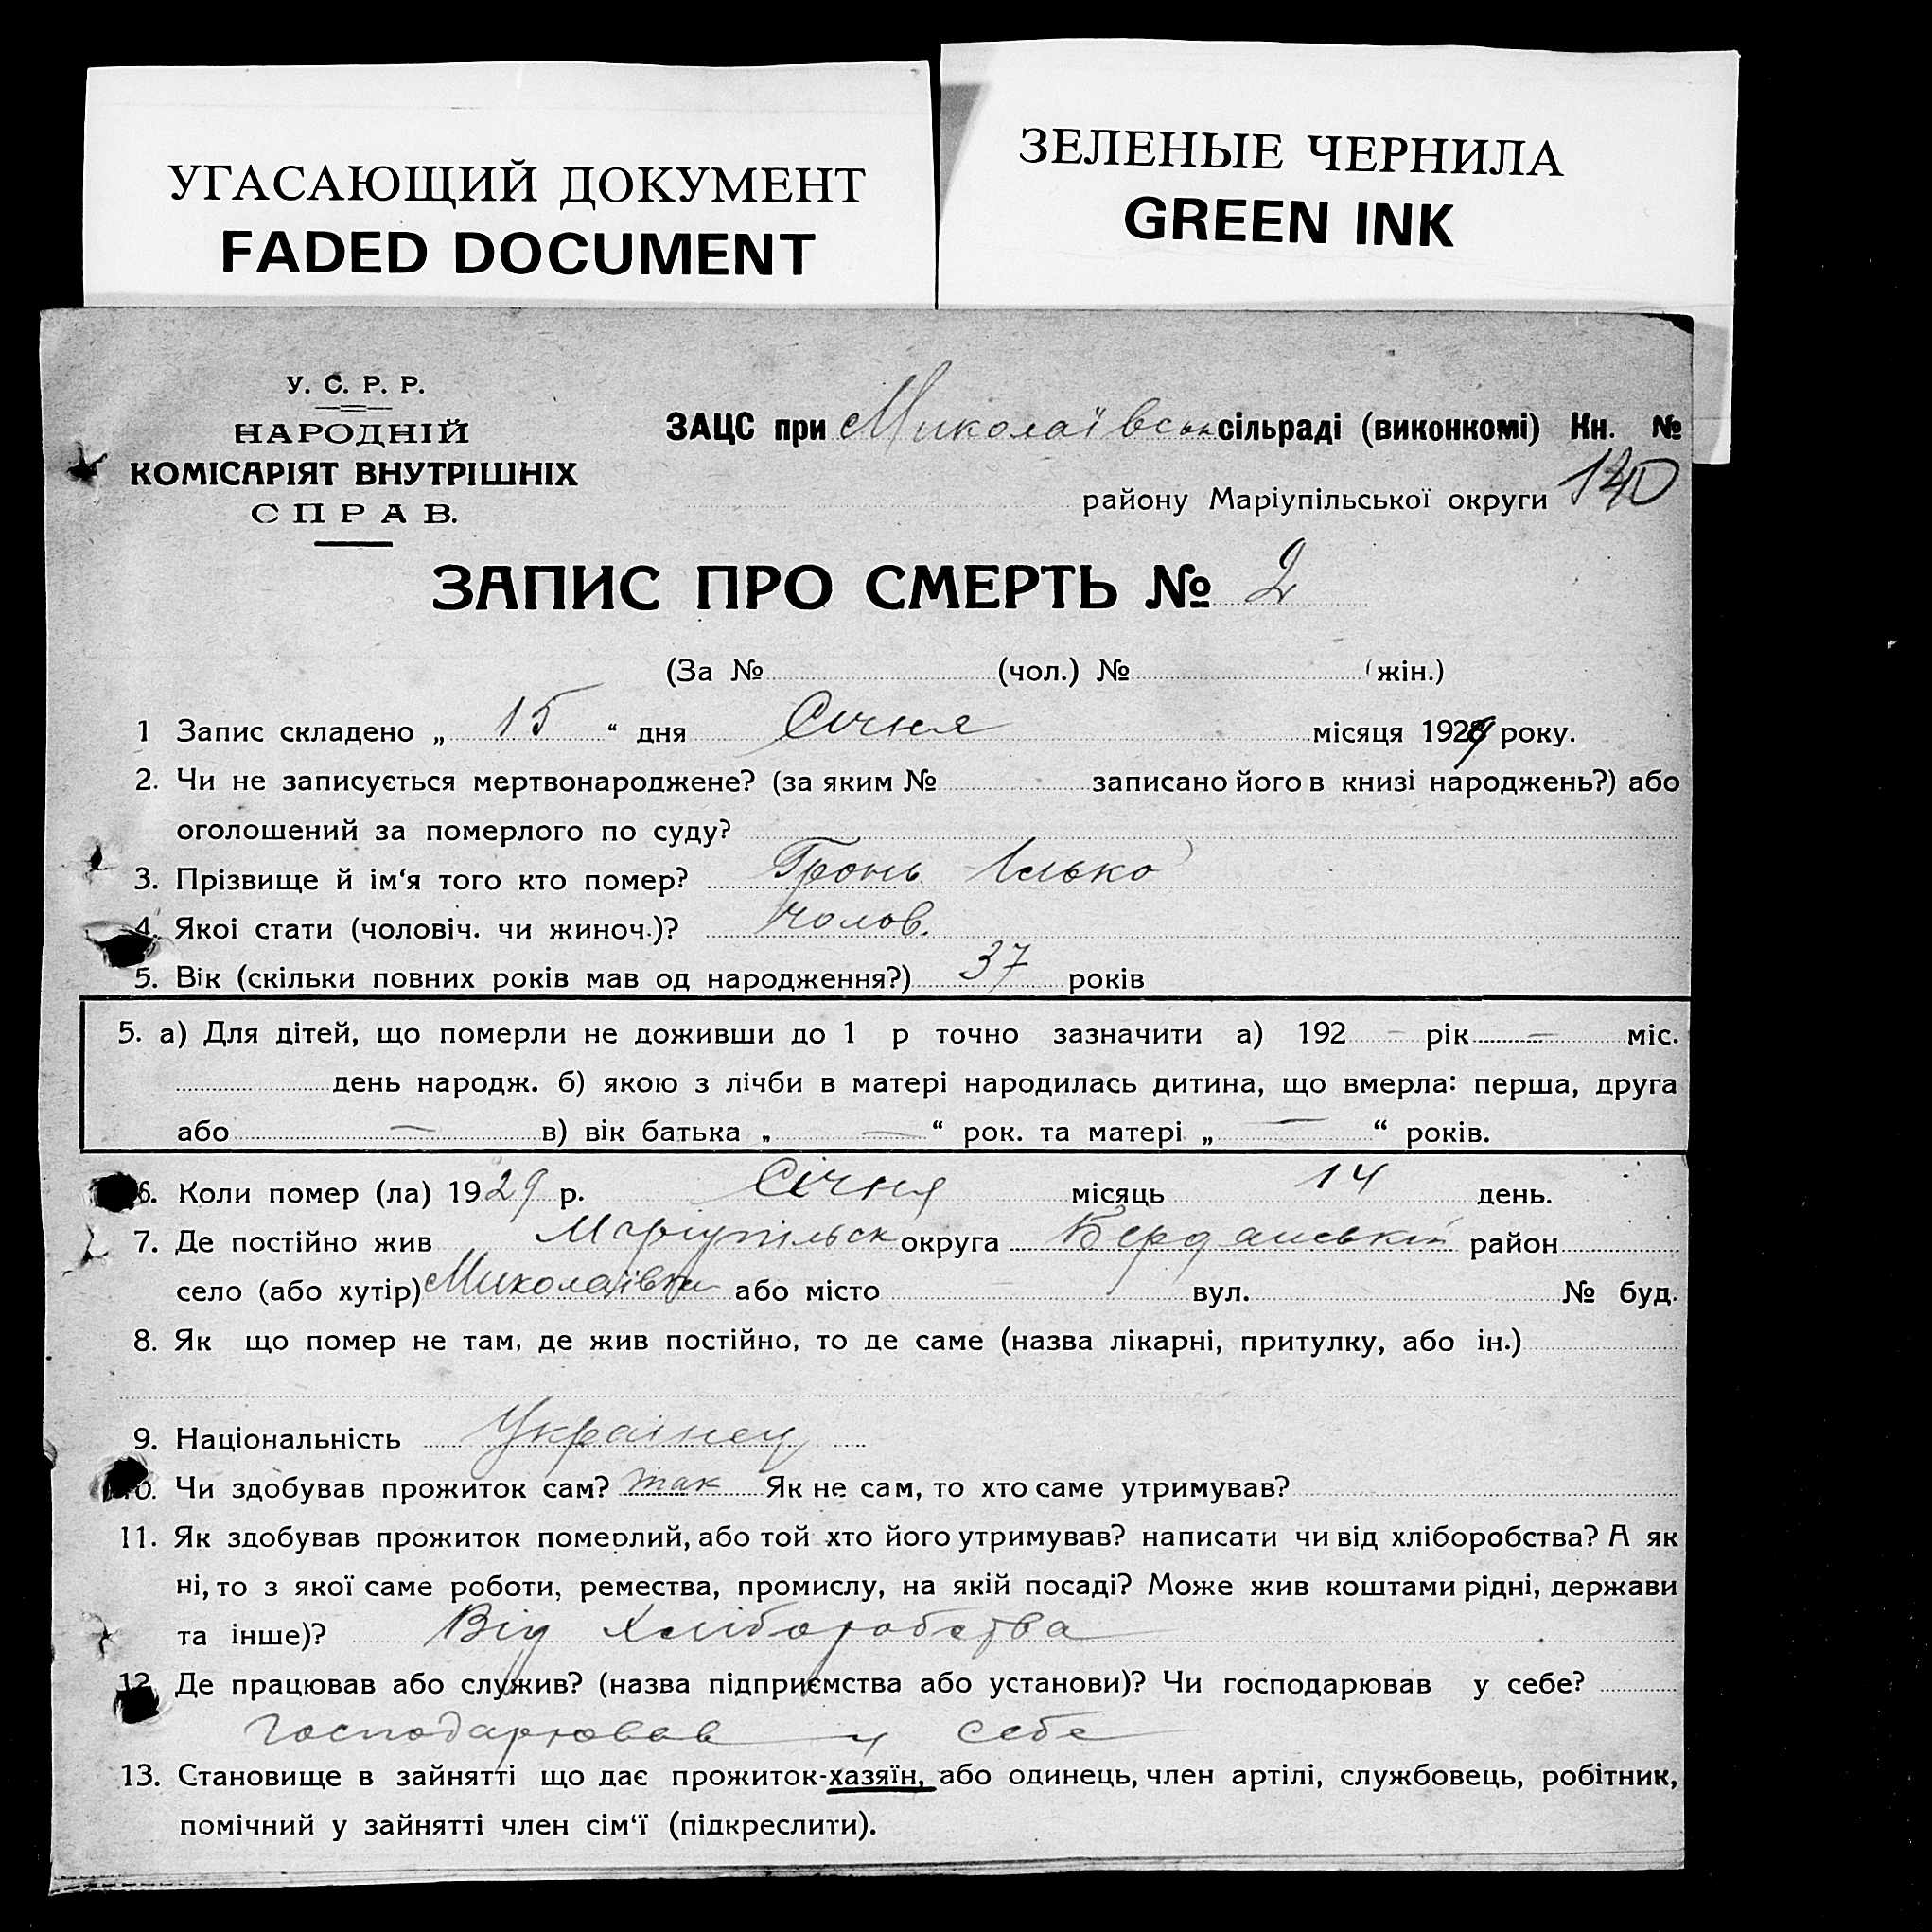 УГАСАЮЩИЙ ДОКУМЕНТ
FADED DOCUMENT
ЗЕЛЕНЫЕ ЧЕРНИЛА
GREEN INK
У. С. Р. Р.
НАРОДНІЙ
КОМІСАРІЯТ ВНУТРІШНІХ
СПРАВ.
ЗАЦС при Миколаївськ сільраді (виконкомі) Кн. №
району Маріупільської округи 140
ЗАПИС ПРО СМЕРТЬ № 2
(За № (чол.) № (жін.)
1 Запис складено „ 15 “ дня Січня місяця 1929 року.
2. Чи не записується мертвонароджене? (за яким № записано його в книзі народжень?) або
оголошений за померлого по суду?
3. Прізвище й ім‘я того кто помер? Гронь Ілько
4. Якоі стати (чоловіч. чи жиноч.)? чолов.
5. Вік (скільки повних років мав од народження?) 37 років
5. а) Для дітей, що померли не доживши до 1 р точно зазначити а) 192 — рік — міс.
день народж. б) якою з лічби в матері народилась дитина, що вмерла: перша, друга
або — в) вік батька „ — “ рок. та матері „ — “ років.
6. Коли помер (ла) 1929 р. Січня місяць 14 день.
7. Де постійно жив Маріупільськ округа Бердянський район
село (або хутір) Миколаївка або місто вул. № буд.
8. Як що помер не там, де жив постійно, то де саме (назва лікарні, притулку, або ін.)
9. Національність Украінец
10. Чи здобував прожиток сам? так Як не сам, то хто саме утримував?
11. Як здобував прожиток померлий, або той хто його утримував? написати чи від хліборобства? А як
ні, то з якої саме роботи, ремества, промислу, на якій посаді? Може жив коштами рідні, держави
та інше)? Від хліборобства
12. Де працював або служив? (назва підприємства або установи)? Чи господарював у себе?
господарював у себе
13. Становище в зайнятті що дає прожиток-хазяїн, або одинець, член артілі, службовець, робітник,
помічний у зайнятті член сім‘ї (підкреслити).